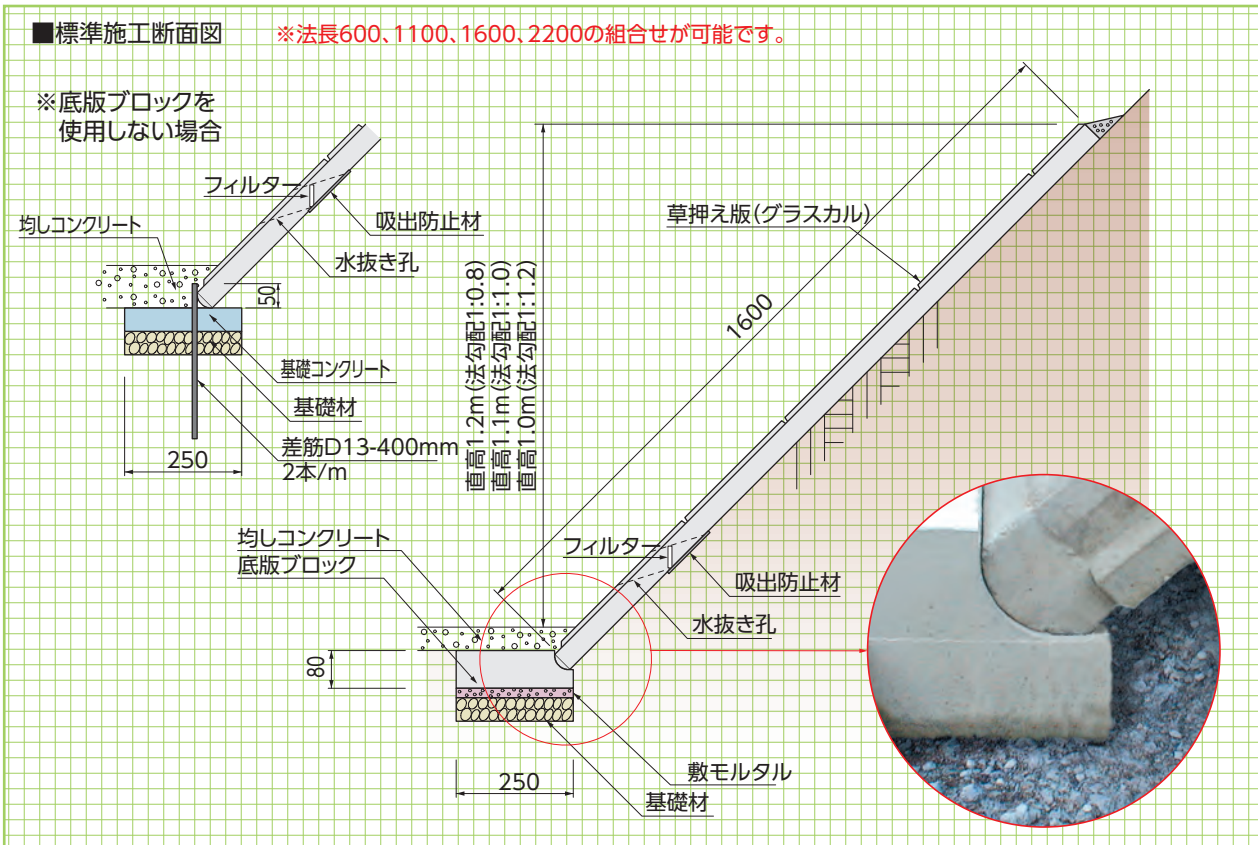 ■標準施工断面図
※法長600、1100、1600、2200の組合せが可能です。
※底版ブロックを
使用しない場合
フィルター
吸出防止材
均しコンクリート
水抜き孔
50
基礎コンクリート
基礎材
差筋D13-400mm
2本/m
250
直高1.2m(法勾配1:0.8)
直高1.1m(法勾配1:1.0)
直高1.0m(法勾配1:1.2)
草押え版(グラスカル)
1600
均しコンクリート
底版ブロック
フィルター
吸出防止材
水抜き孔
80
250
敷モルタル
基礎材